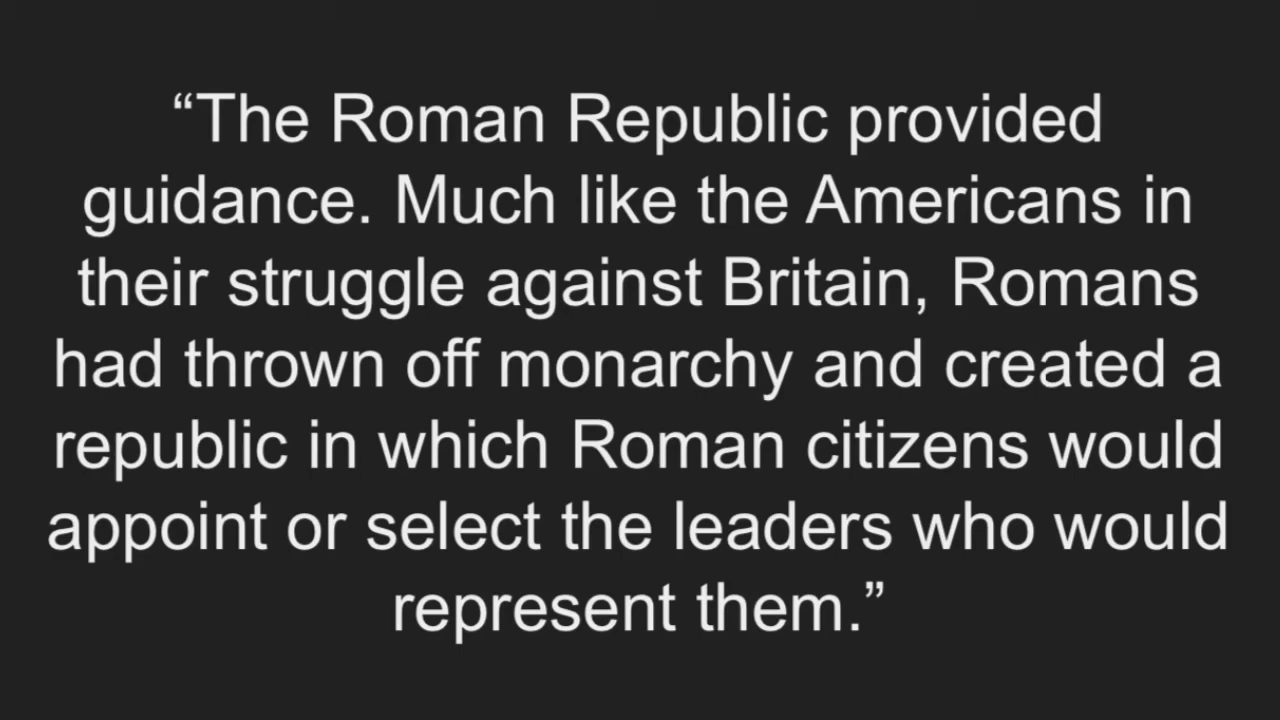 “The Roman Republic provided
guidance. Much like the Americans in
their struggle against Britain, Romans
had thrown off monarchy and created a
republic in which Roman citizens would
appoint or select the leaders who would
represent them.”